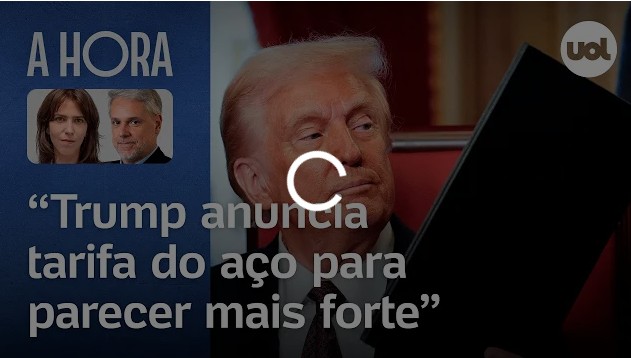 A HORA
uol
“Trump anuncia
tarifa do aço para
parecer mais forte”